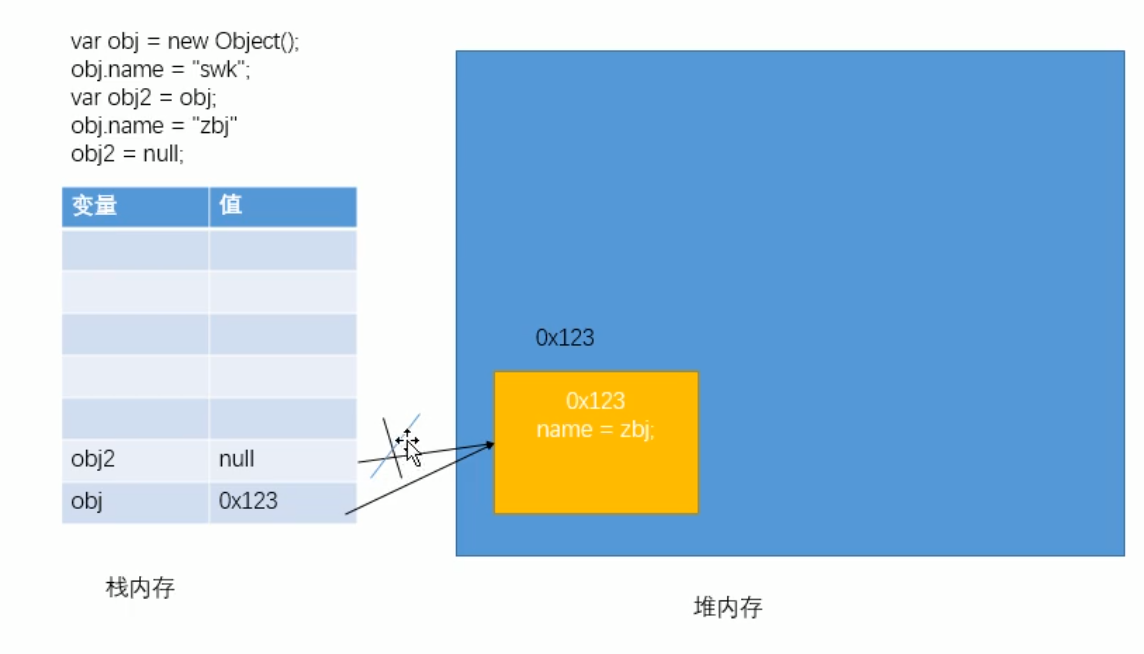 var obj = new Object();
obj.name = "swk";
var obj2 = obj;
obj.name = "zbj"
obj2 = null;
变量 值
obj2 null
obj 0x123
栈内存
0x123
0x123
name = zbj;
堆内存